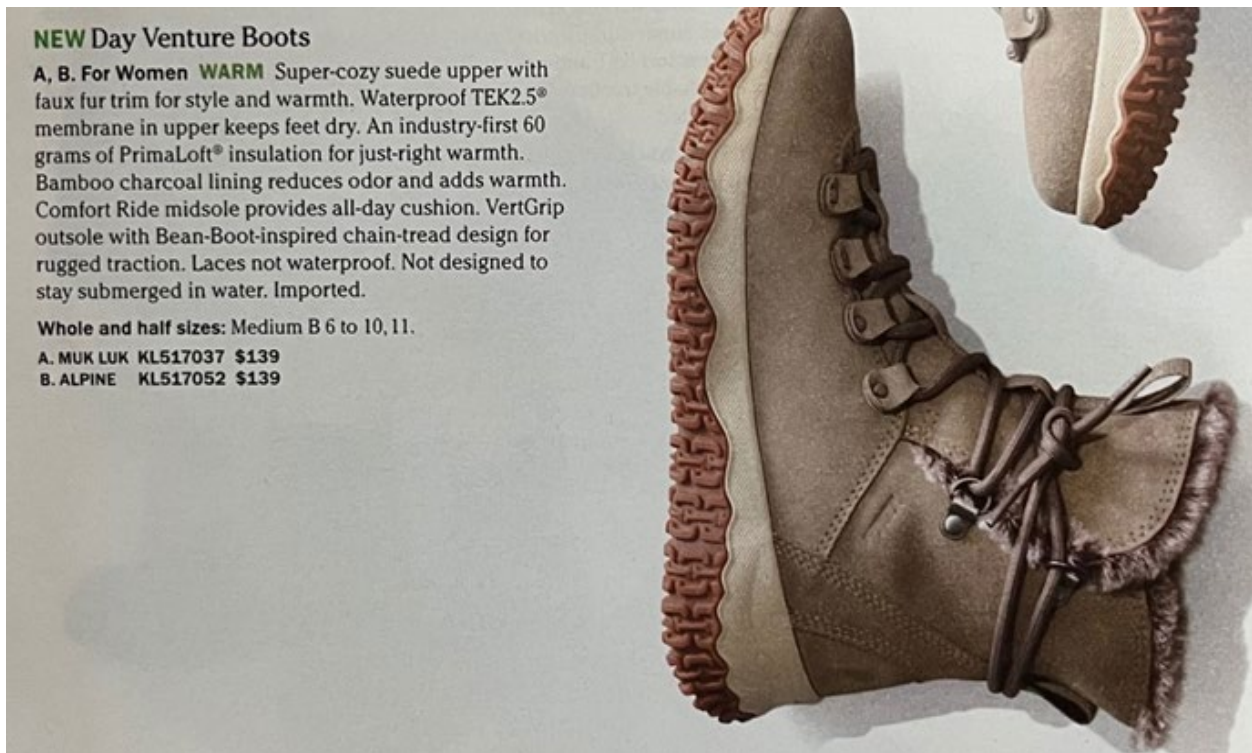 NEW Day Venture Boots
A, B. For Women WARM Super-cozy suede upper with
faux fur trim for style and warmth. Waterproof TEK2.5®
membrane in upper keeps feet dry. An industry-first 60
grams of PrimaLoft® insulation for just-right warmth.
Bamboo charcoal lining reduces odor and adds warmth.
Comfort Ride midsole provides all-day cushion. VertGrip
outsole with Bean-Boot-inspired chain-tread design for
rugged traction. Laces not waterproof. Not designed to
stay submerged in water. Imported.
Whole and half sizes: Medium B 6 to 10, 11.
A. MUK LUK KL517037 $139
B. ALPINE KL517052 $139